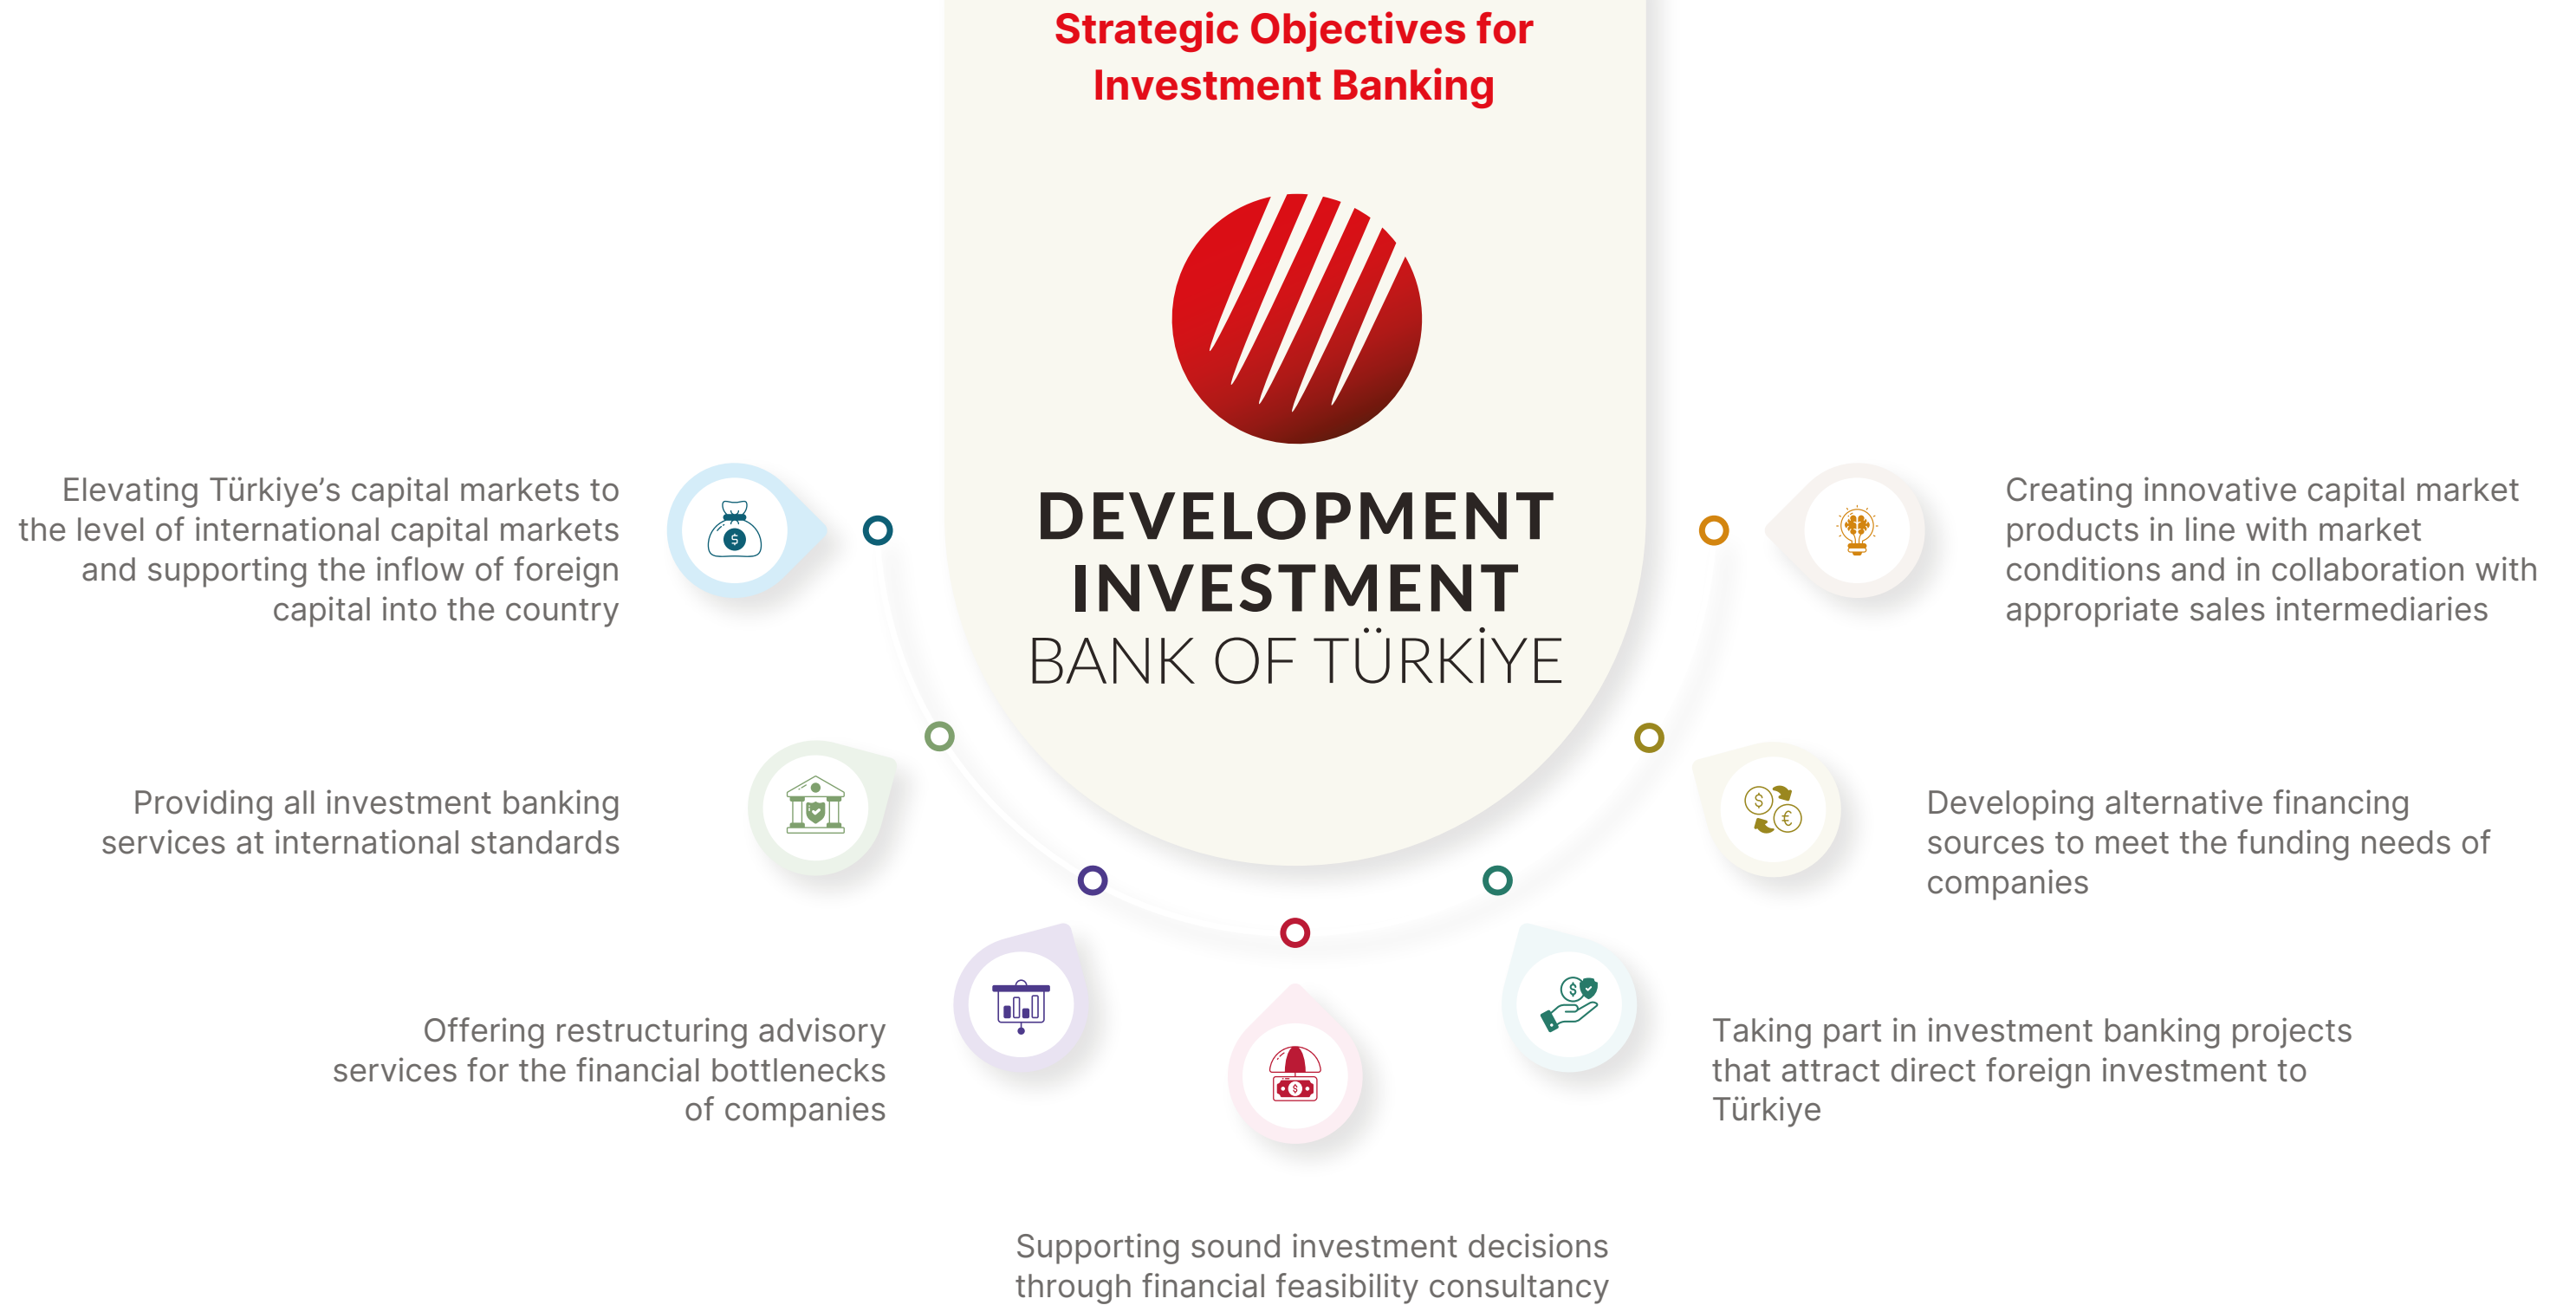 Strategic Objectives for
Investment Banking
DEVELOPMENT
INVESTMENT
BANK OF TÜRKİYE
Elevating Türkiye’s capital markets to
the level of international capital markets
and supporting the inflow of foreign
capital into the country
Providing all investment banking
services at international standards
Offering restructuring advisory
services for the financial bottlenecks
of companies
Supporting sound investment decisions
through financial feasibility consultancy
Taking part in investment banking projects
that attract direct foreign investment to
Türkiye
Developing alternative financing
sources to meet the funding needs of
companies
Creating innovative capital market
products in line with market
conditions and in collaboration with
appropriate sales intermediaries